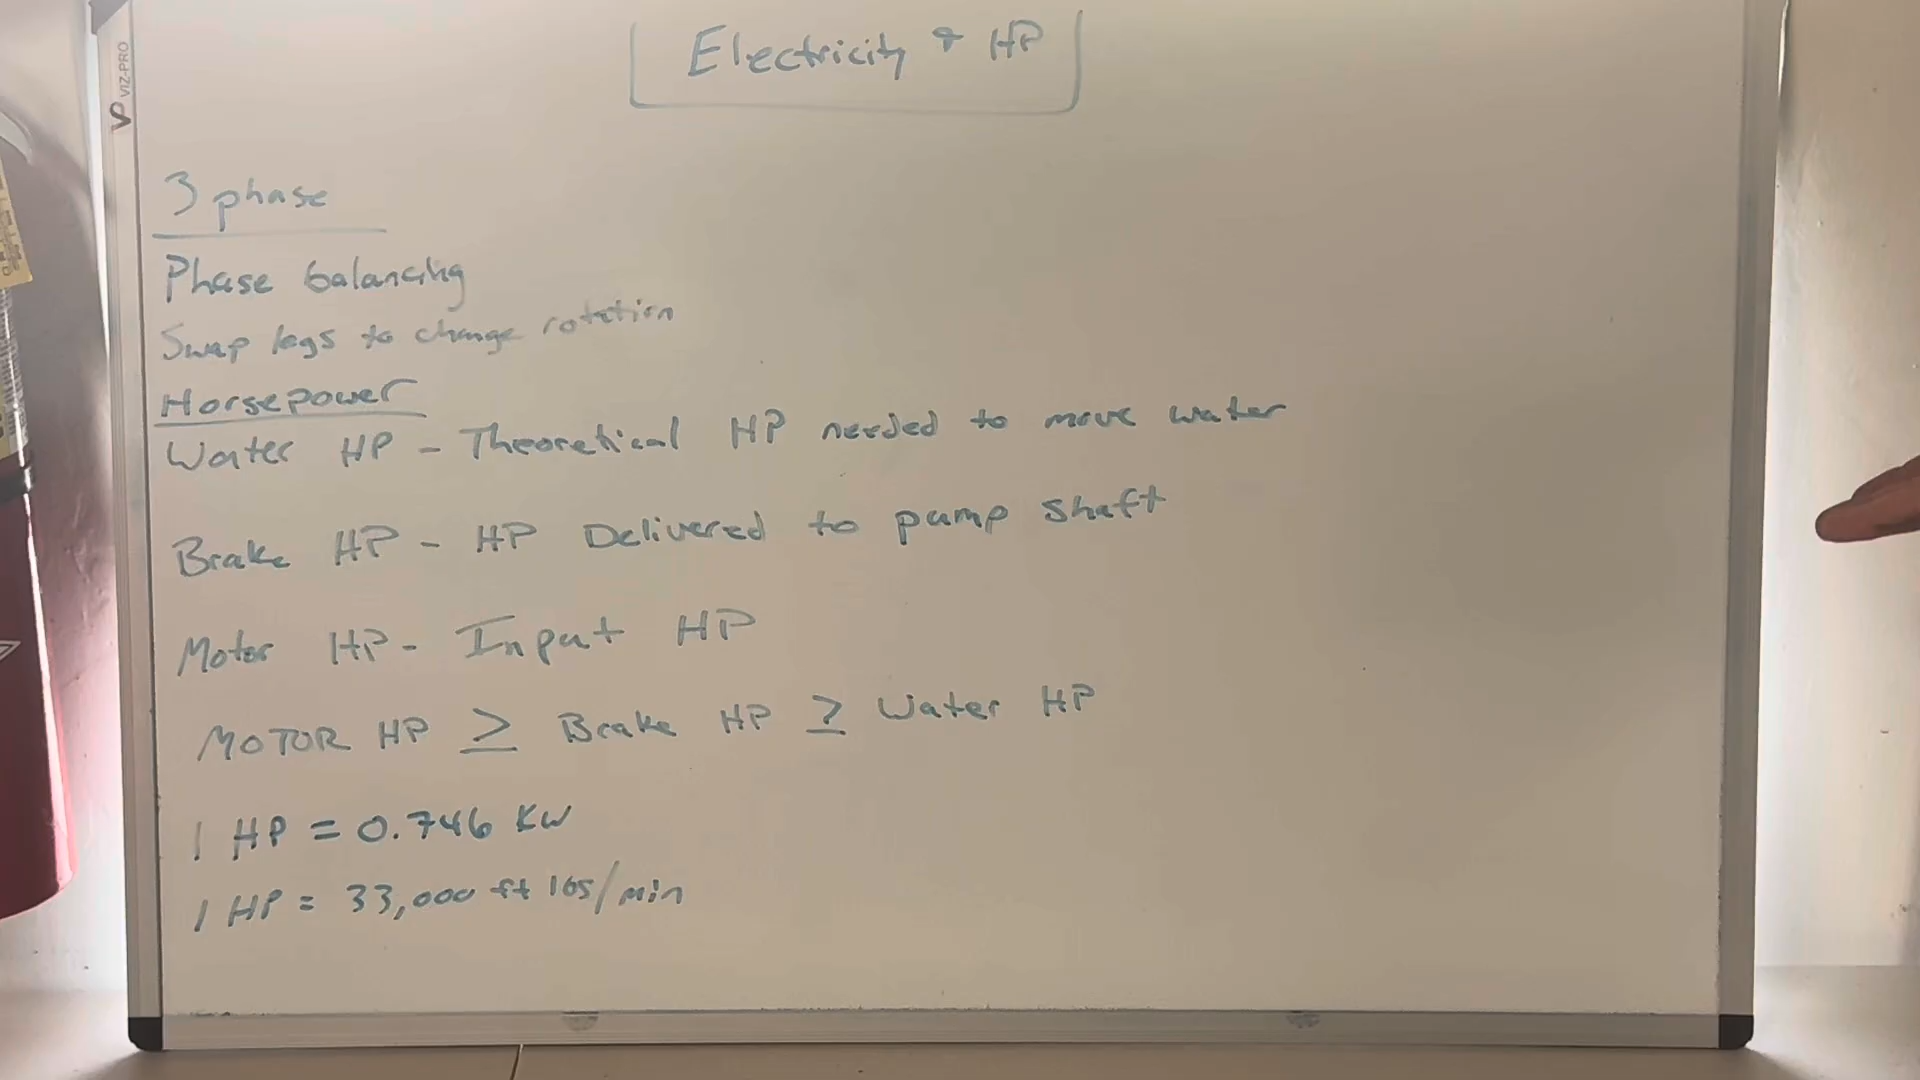 VIZ-PRO
Electricity & HP
3 phase
Phase balancing
Swap legs to change rotation
Horsepower
Water HP - Theoretical HP needed to move water
Brake HP - HP Delivered to pump shaft
Motor HP - Input HP
MOTOR HP ≥ Brake HP ≥ Water HP
1 HP = 0.746 KW
1 HP = 33,000 ft lbs/min